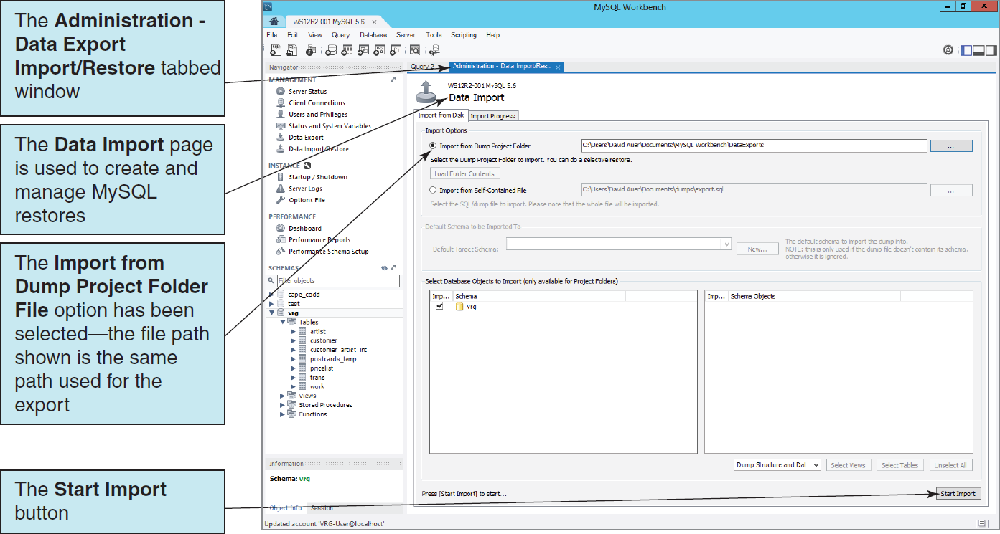 The Administration -
Data Export
Import/Restore tabbed
window
The Data Import page
is used to create and
manage MySQL
restores
The Import from
Dump Project Folder
File option has been
selected—the file path
shown is the same
path used for the
export
The Start Import
button
MySQL Workbench
WS12R2-001 MySQL 5.6
File Edit View Query Database Server Tools Scripting Help
Navigator
MANAGEMENT
Server Status
Client Connections
Users and Privileges
Status and System Variables
Data Export
Data Import/Restore
INSTANCE
Startup / Shutdown
Server Logs
Options File
PERFORMANCE
Dashboard
Performance Reports
Performance Schema Setup
SCHEMAS
Filter objects
cape_codd
test
vrg
Tables
artist
customer
customer_artist_int
postcards_temp
pricelist
trans
work
Views
Stored Procedures
Functions
Information
Schema: vrg
Object Info Session
Updated account 'VRG-User@localhost'
Query 2 Administration - Data Import/Res..
WS12R2-001 MySQL 5.6
Data Import
Import from Disk Import Progress
Import Options
Import from Dump Project Folder C:\Users\David Auer\Documents\MySQL Workbench\DataExports ...
Select the Dump Project Folder to import. You can do a selective restore.
Load Folder Contents
Import from Self-Contained File C:\Users\David Auer\Documents\dumps\export.sql ...
Select the SQL/dump file to import. Please note that the whole file will be imported.
Default Schema to be Imported To
Default Target Schema: New...
The default schema to import the dump into.
NOTE: this is only used if the dump file doesn't contain its schema,
otherwise it is ignored.
Select Database Objects to Import (only available for Project Folders)
Imp... Schema
vrg
Imp... Schema Objects
Dump Structure and Dat Select Views Select Tables Unselect All
Press [Start Import] to start...
Start Import